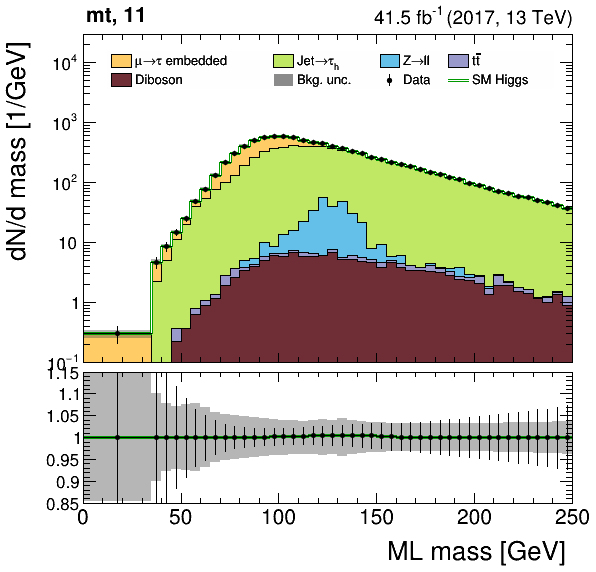 mt, 11 41.5 fb⁻¹ (2017, 13 TeV)
dN/d mass [1/GeV]
μ→τ embedded Jet→τₕ Z→ll tt̄
Diboson Bkg. unc. Data SM Higgs
10⁴
10³
10²
10
1
10⁻¹
1.15
1.1
1.05
1
0.95
0.9
0.85
0 50 100 150 200 250
ML mass [GeV]